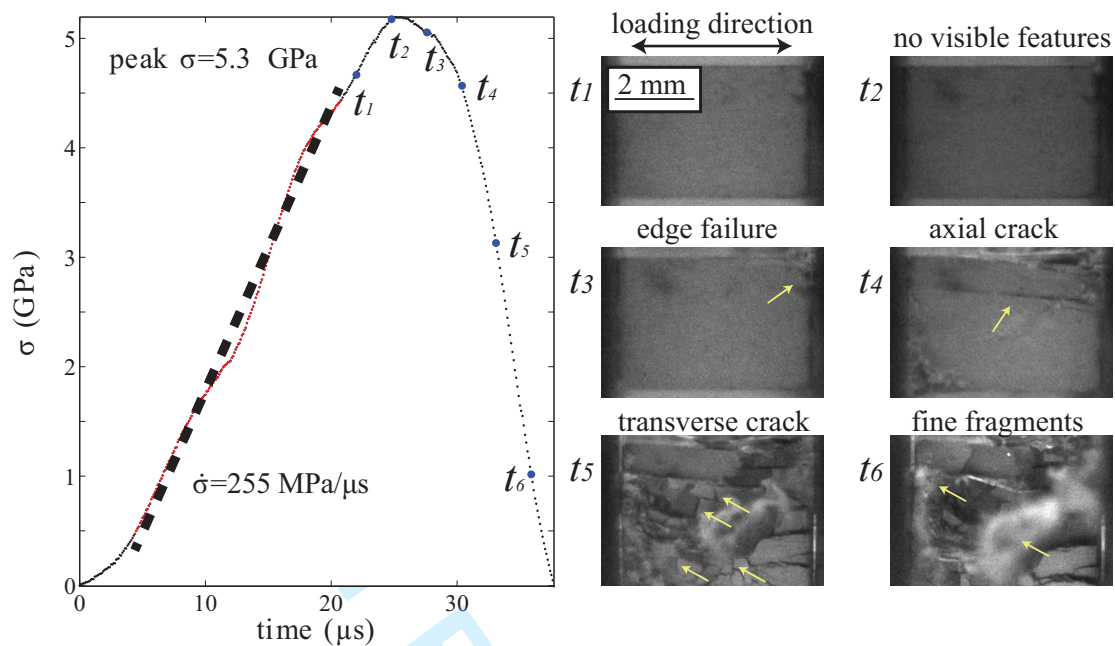 peak σ=5.3 GPa
σ̇=255 MPa/μs
t1
t2
t3
t4
t5
t6
σ (GPa)
5
4
3
2
1
0
0 10 20 30
time (μs)
loading direction
t1
2 mm
no visible features
t2
edge failure
t3
axial crack
t4
transverse crack
t5
fine fragments
t6